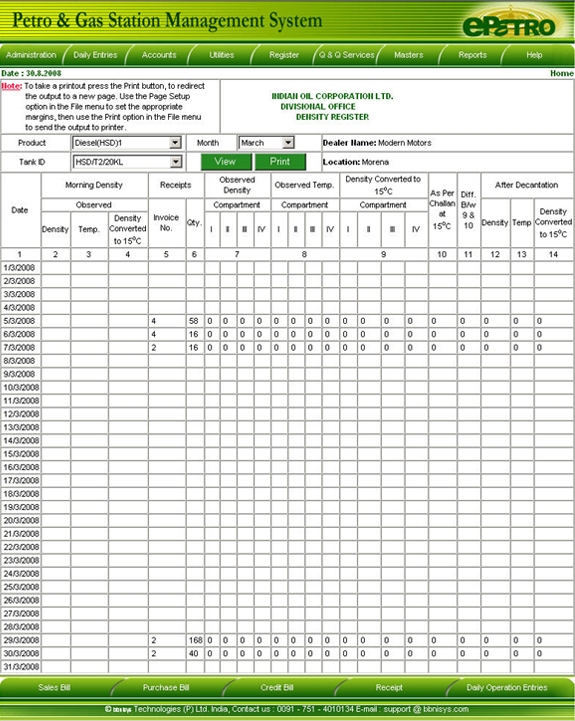 Petro & Gas Station Management System
ePetro
Administration Daily Entries Accounts Utilities Register Q & Q Services Masters Reports Help
Date : 30.8.2008 Home
Note: To take a printout press the Print button, to redirect
the output to a new page. Use the Page Setup
option in the File menu to set the appropriate
margins, then use the Print option in the File menu
to send the output to printer.
INDIAN OIL CORPORATION LTD.
DIVISIONAL OFFICE
DENSITY REGISTER
Product Diesel(HSD)1 Month March Dealer Name: Modern Motors
Tank ID HSD/T2/20KL View Print Location: Morena
Date Morning Density Receipts Observed Density Observed Temp. Density Converted to 15°C As Per Challan at 15°C Diff. B/w 9 & 10 After Decantation
Observed Invoice No. Qty. Compartment Compartment Compartment
Density Temp. Density Converted to 15°C I II III IV I II III IV I II III IV Density Temp Density Converted to 15°C
1 2 3 4 5 6 7 8 9 10 11 12 13 14
1/3/2008
2/3/2008
3/3/2008
4/3/2008
5/3/2008 4 58 0 0 0 0 0 0 0 0 0 0 0 0 0 0 0 0 0
6/3/2008 4 16 0 0 0 0 0 0 0 0 0 0 0 0 0 0 0 0 0
7/3/2008 2 16 0 0 0 0 0 0 0 0 0 0 0 0 0 0 0 0 0
8/3/2008
9/3/2008
10/3/2008
11/3/2008
12/3/2008
13/3/2008
14/3/2008
15/3/2008
16/3/2008
17/3/2008
18/3/2008
19/3/2008
20/3/2008
21/3/2008
22/3/2008
23/3/2008
24/3/2008
25/3/2008
26/3/2008
27/3/2008
28/3/2008
29/3/2008 2 168 0 0 0 0 0 0 0 0 0 0 0 0 0 0 0 0 0
30/3/2008 2 40 0 0 0 0 0 0 0 0 0 0 0 0 0 0 0 0 0
31/3/2008
Sales Bill Purchase Bill Credit Bill Receipt Daily Operation Entries
© Technologies (P) Ltd. India, Contact us : 0091 - 751 - 4010134 E-mail : support @ bbnisys.com